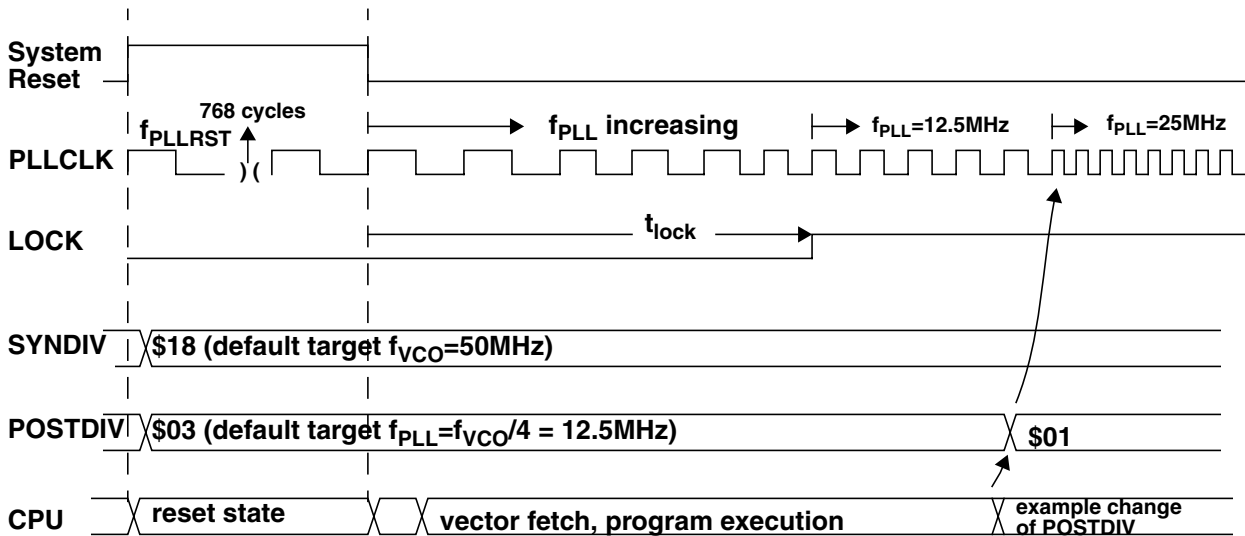 System
Reset
768 cycles
fPLLRST
fPLL increasing
fPLL=12.5MHz
fPLL=25MHz
PLLCLK
) (
tlock
LOCK
SYNDIV
$18 (default target fVCO=50MHz)
POSTDIV
$03 (default target fPLL=fVCO/4 = 12.5MHz)
$01
CPU
reset state
vector fetch, program execution
example change
of POSTDIV